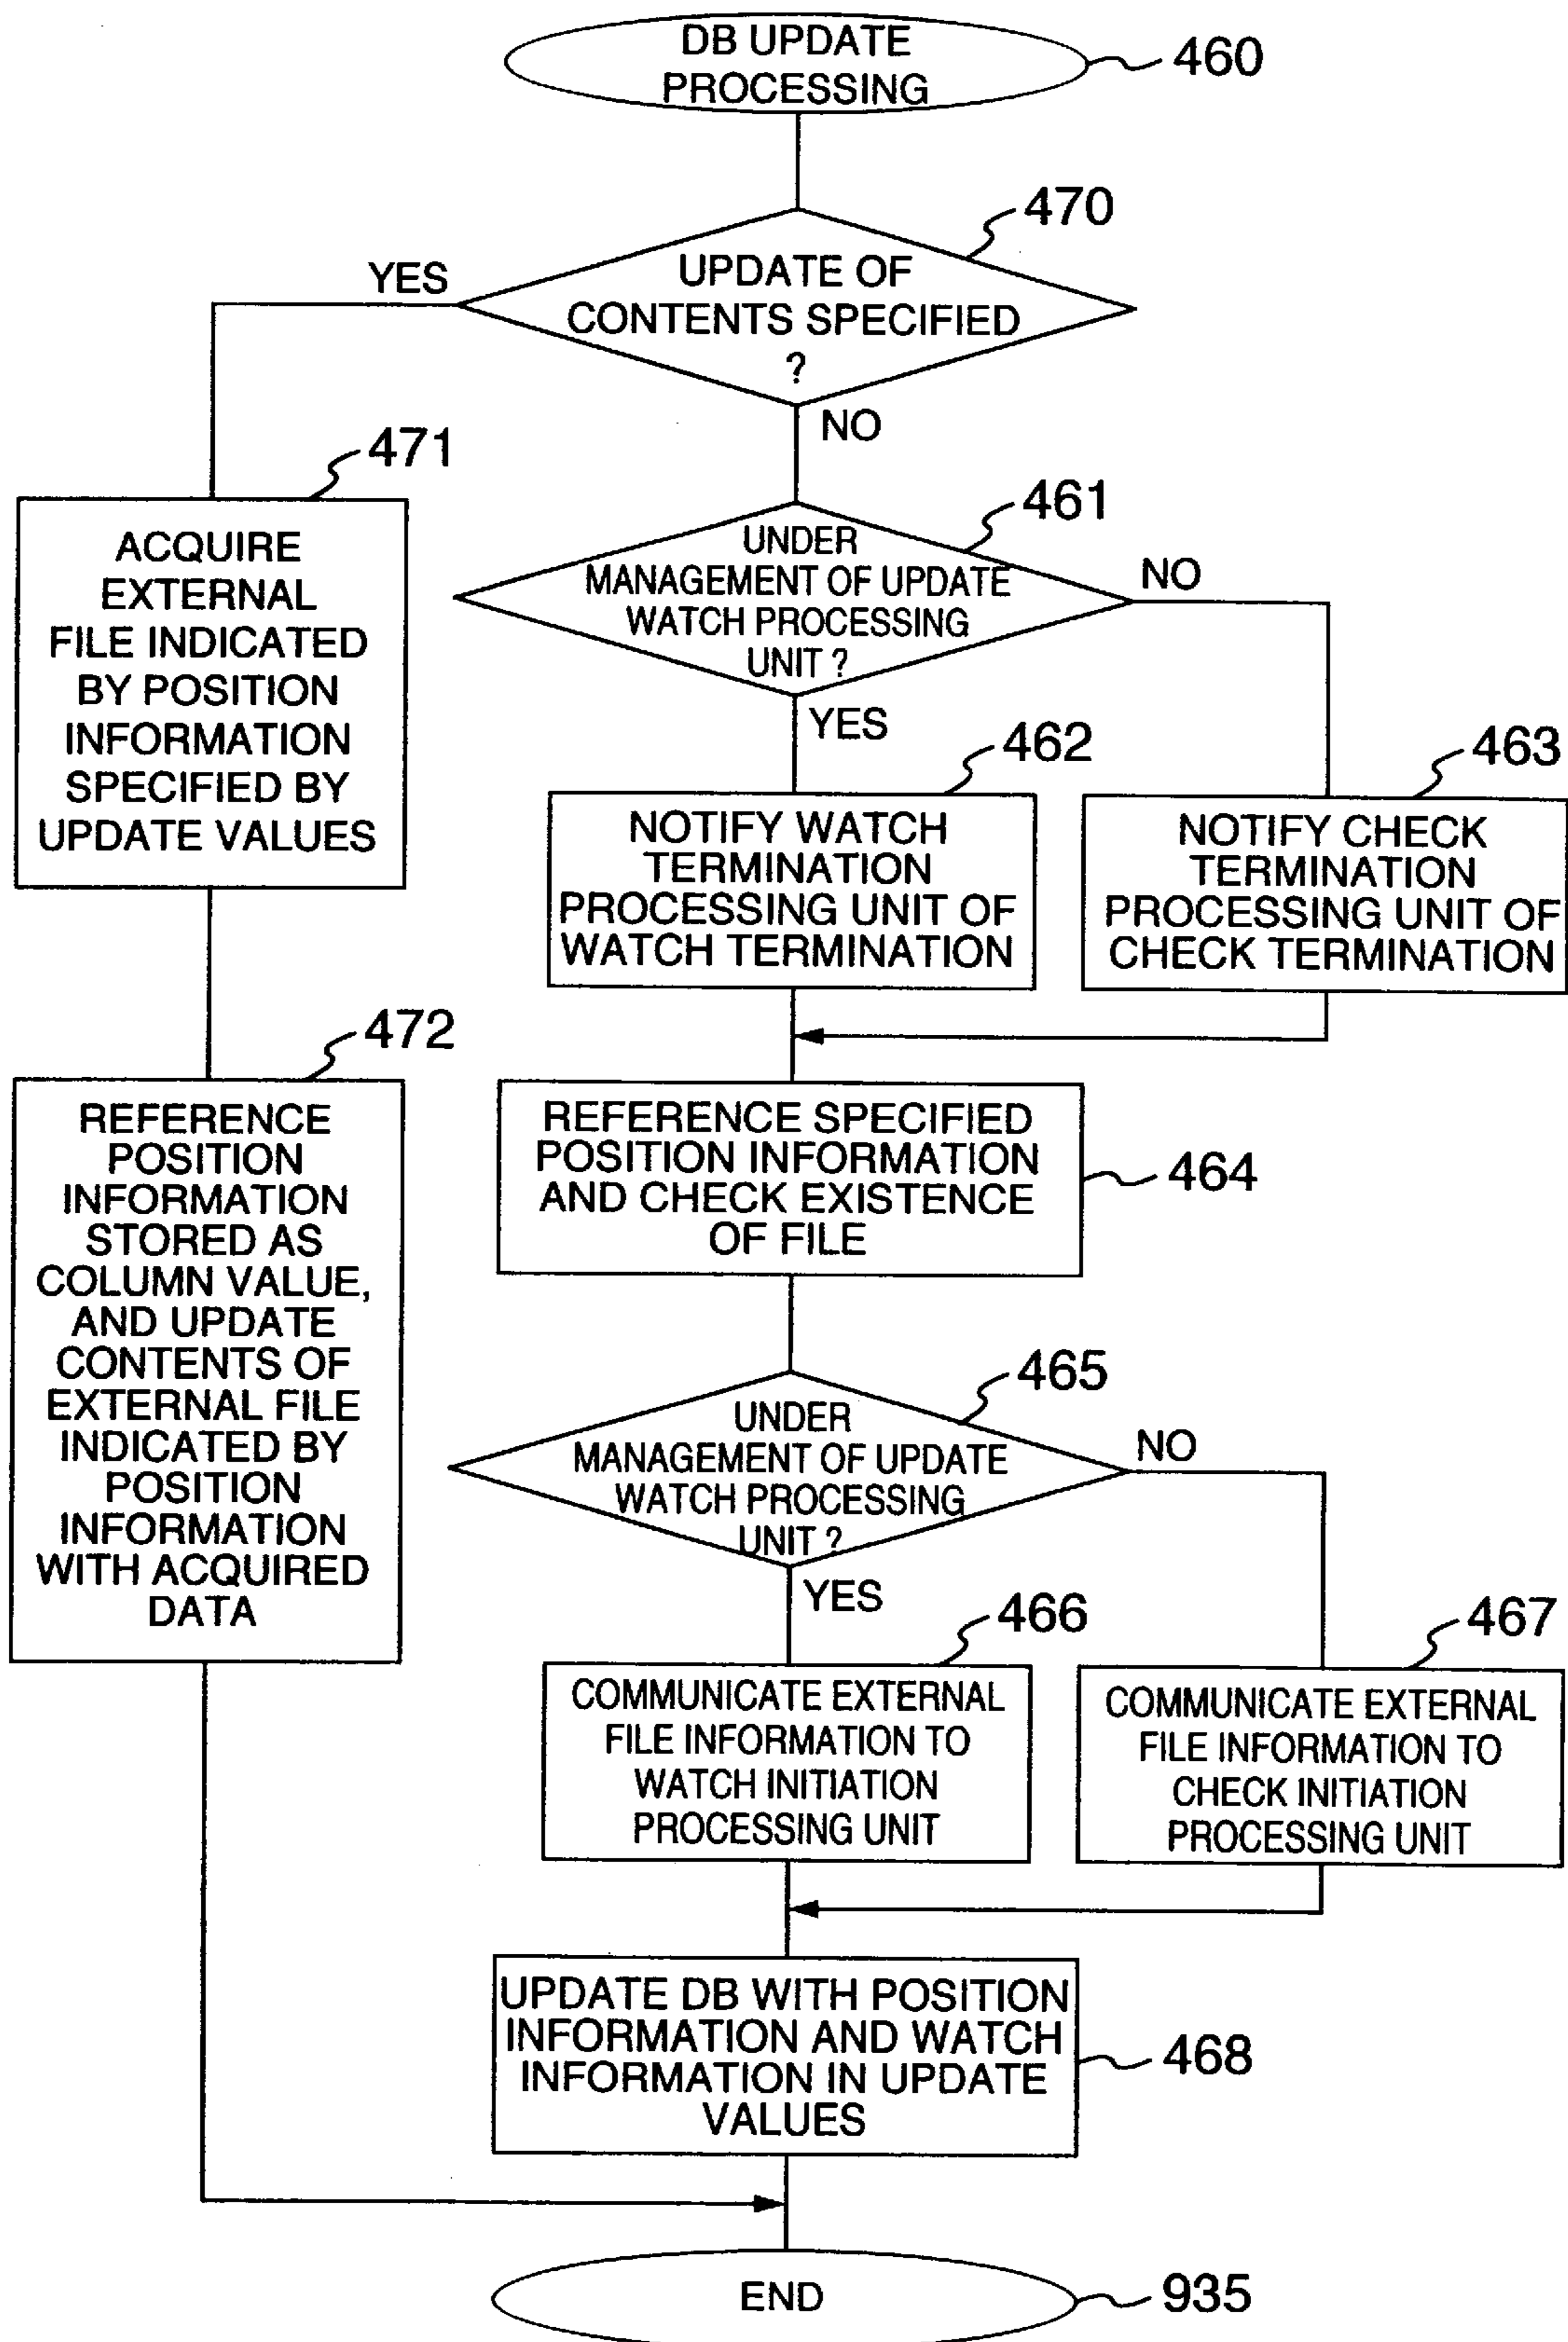 DB UPDATE
PROCESSING
460
470
UPDATE OF
CONTENTS SPECIFIED
?
YES
NO
471
ACQUIRE
EXTERNAL
FILE INDICATED
BY POSITION
INFORMATION
SPECIFIED BY
UPDATE VALUES
461
UNDER
MANAGEMENT OF UPDATE
WATCH PROCESSING
UNIT ?
NO
YES
462
NOTIFY WATCH
TERMINATION
PROCESSING UNIT OF
WATCH TERMINATION
463
NOTIFY CHECK
TERMINATION
PROCESSING UNIT OF
CHECK TERMINATION
472
REFERENCE
POSITION
INFORMATION
STORED AS
COLUMN VALUE,
AND UPDATE
CONTENTS OF
EXTERNAL FILE
INDICATED BY
POSITION
INFORMATION
WITH ACQUIRED
DATA
REFERENCE SPECIFIED
POSITION INFORMATION
AND CHECK EXISTENCE
OF FILE
464
465
UNDER
MANAGEMENT OF UPDATE
WATCH PROCESSING
UNIT ?
NO
YES
466
COMMUNICATE EXTERNAL
FILE INFORMATION TO
WATCH INITIATION
PROCESSING UNIT
467
COMMUNICATE EXTERNAL
FILE INFORMATION TO
CHECK INITIATION
PROCESSING UNIT
UPDATE DB WITH POSITION
INFORMATION AND WATCH
INFORMATION IN UPDATE
VALUES
468
END
935